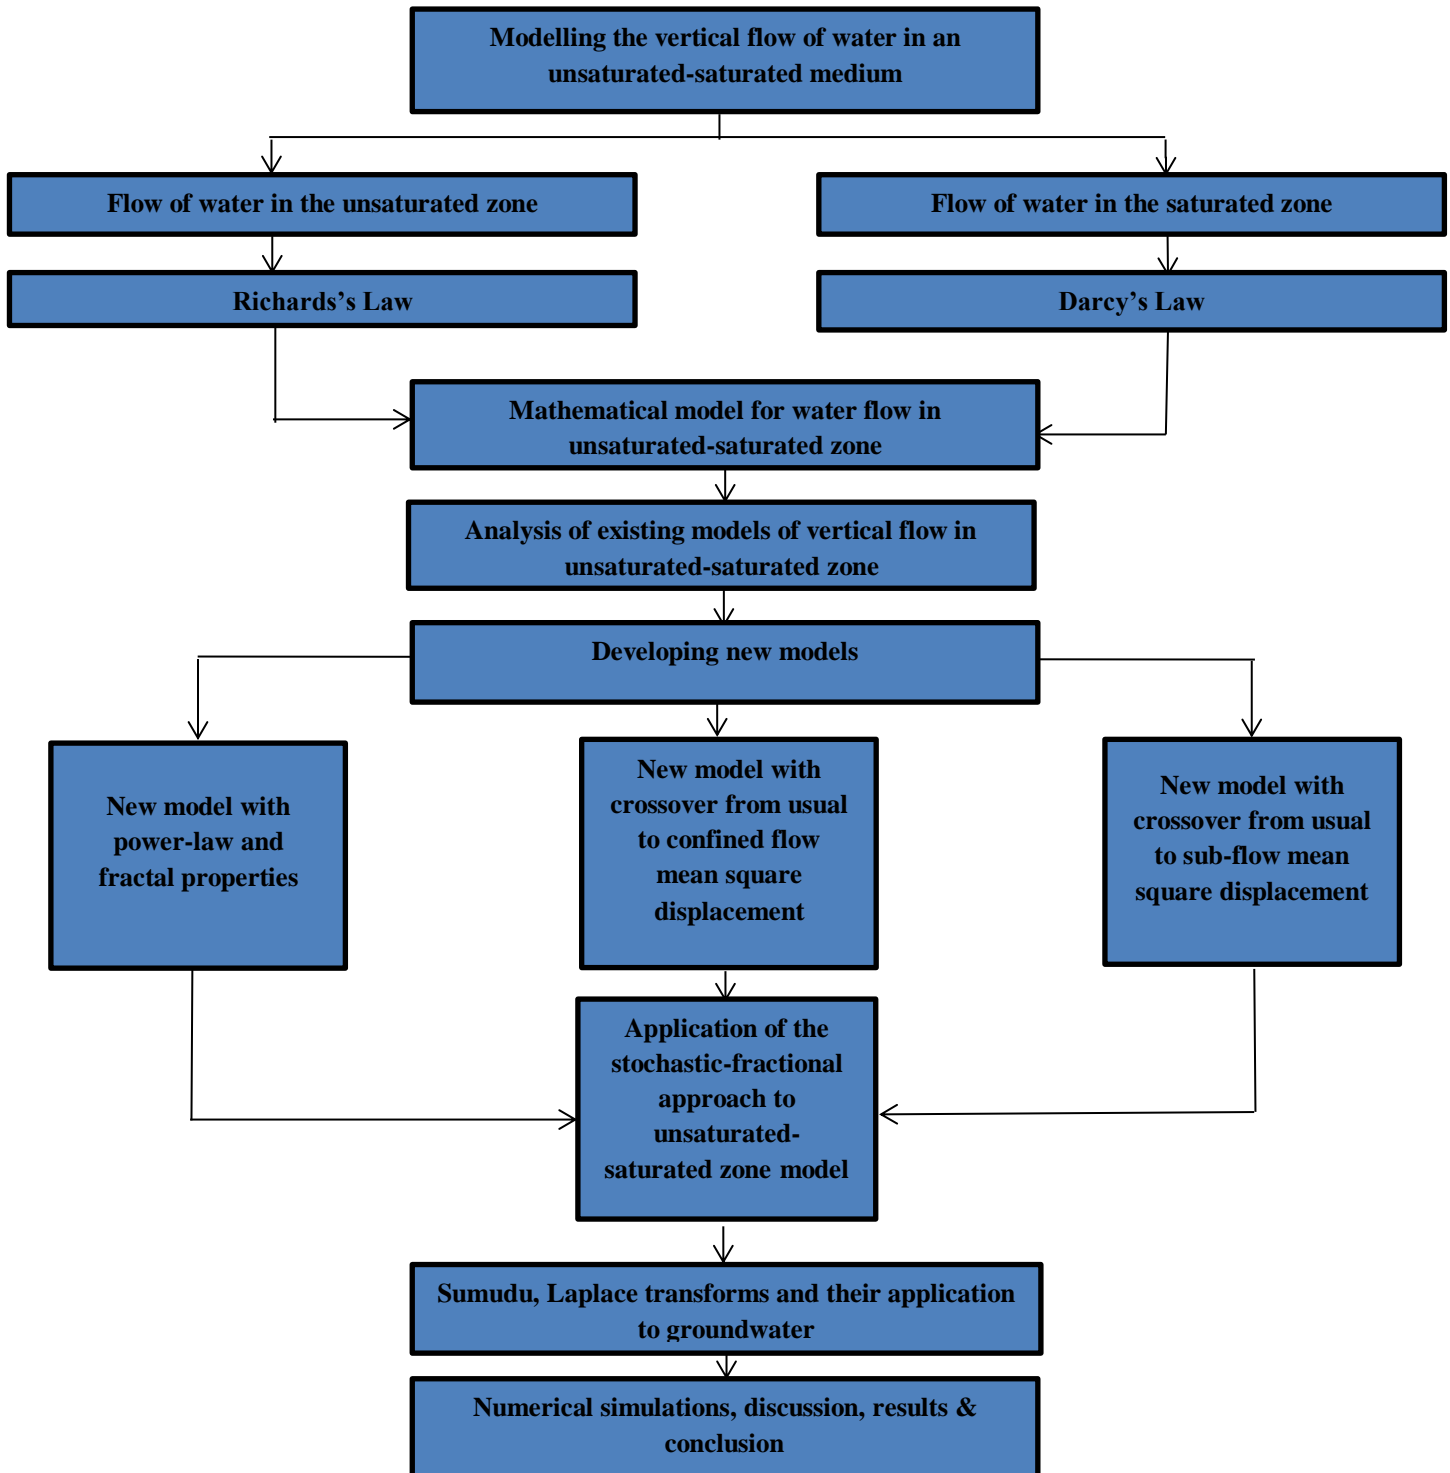 Modelling the vertical flow of water in an
unsaturated-saturated medium
Flow of water in the unsaturated zone
Flow of water in the saturated zone
Richards’s Law
Darcy’s Law
Mathematical model for water flow in
unsaturated-saturated zone
Analysis of existing models of vertical flow in
unsaturated-saturated zone
Developing new models
New model with
power-law and
fractal properties
New model with
crossover from usual
to confined flow
mean square
displacement
New model with
crossover from usual
to sub-flow mean
square displacement
Application of the
stochastic-fractional
approach to
unsaturated-
saturated zone model
Sumudu, Laplace transforms and their application
to groundwater
Numerical simulations, discussion, results &
conclusion